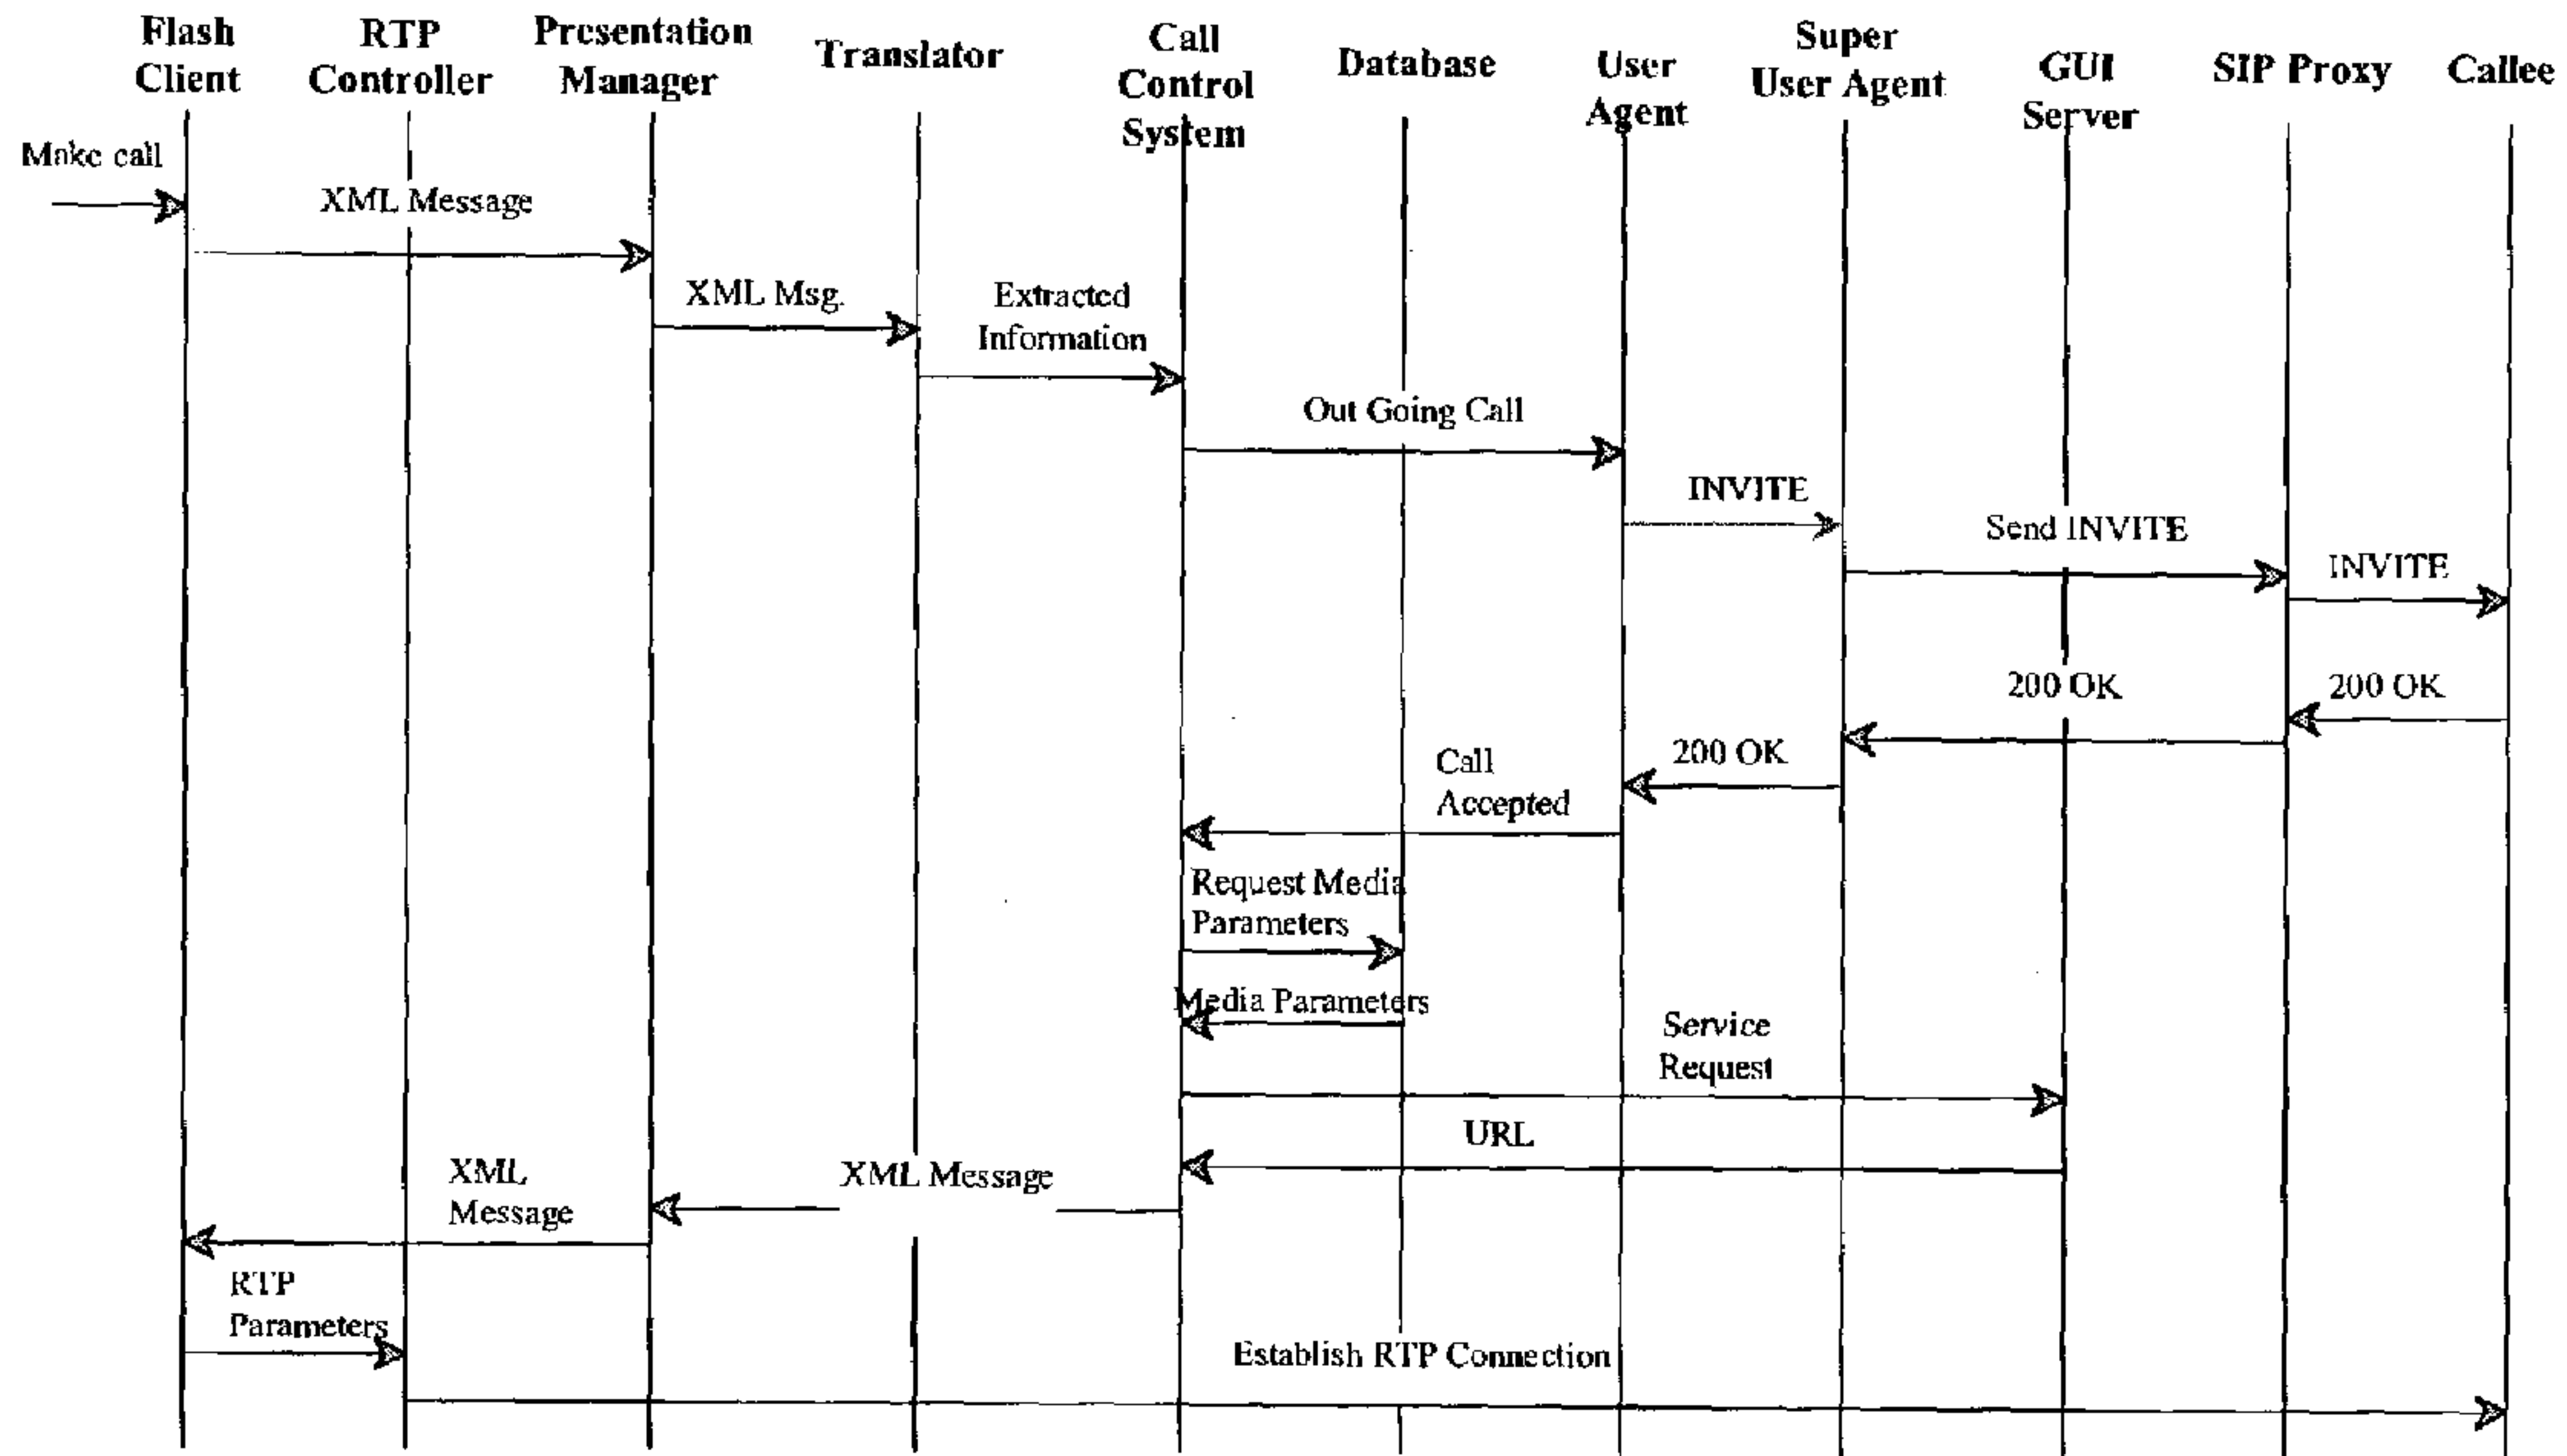 Flash
Client
RTP
Controller
Presentation
Manager
Translator
Call
Control
System
Database
User
Agent
Super
User Agent
GUI
Server
SIP Proxy
Callee
Make call
XML Message
XML Msg.
Extracted
Information
Out Going Call
INVITE
Send INVITE
INVITE
200 OK
200 OK
200 OK
Call
Accepted
Request Media
Parameters
Media Parameters
Service
Request
URL
XML Message
XML
Message
RTP
Parameters
Establish RTP Connection